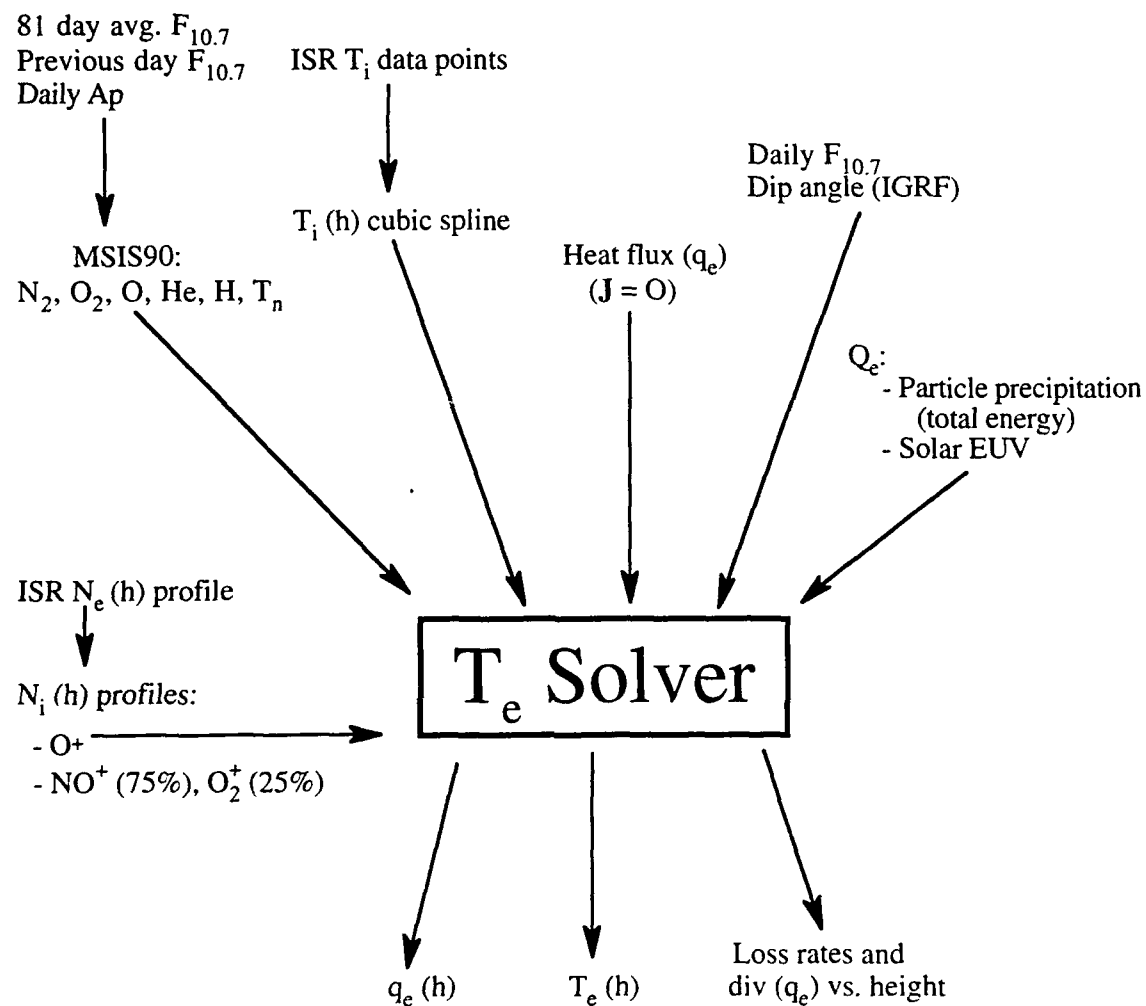 81 day avg. F₁₀.₇
Previous day F₁₀.₇
Daily Ap
ISR Tᵢ data points
Daily F₁₀.₇
Dip angle (IGRF)
Tᵢ (h) cubic spline
MSIS90:
N₂, O₂, O, He, H, Tₙ
Heat flux (qₑ)
(J = O)
Qₑ:
- Particle precipitation
(total energy)
- Solar EUV
ISR Nₑ (h) profile
Nᵢ (h) profiles:
- O+
- NO⁺ (75%), O₂⁺ (25%)
Tₑ Solver
qₑ (h)
Tₑ (h)
Loss rates and
div (qₑ) vs. height